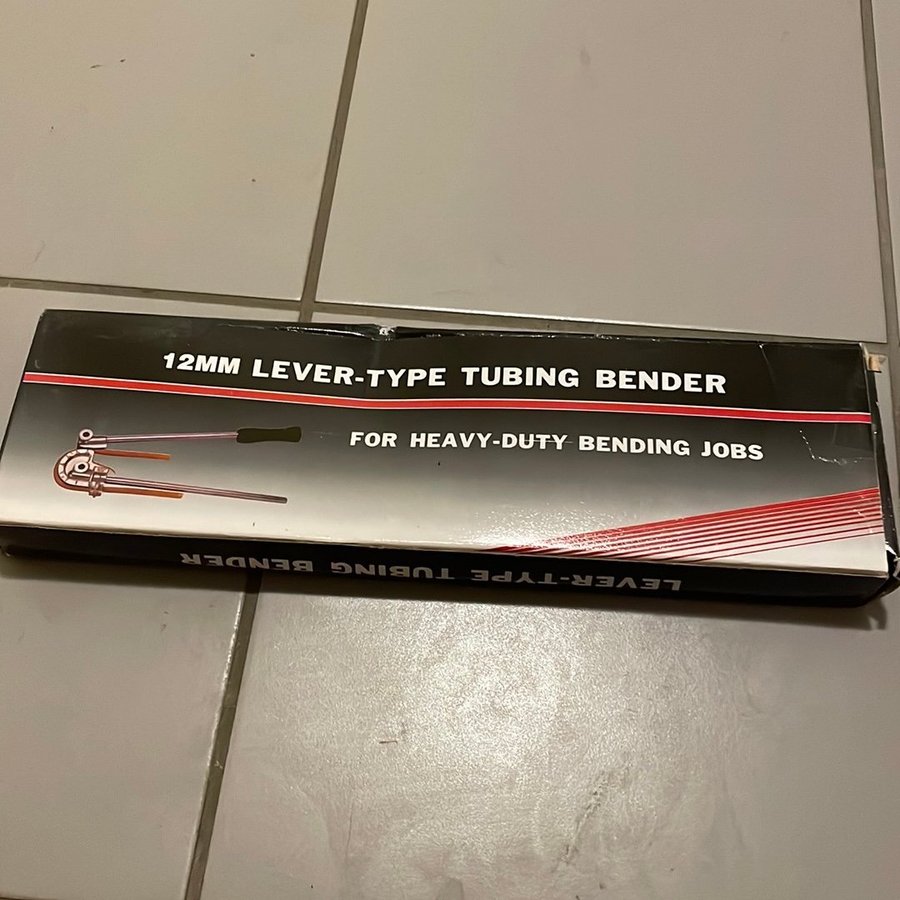 12MM LEVER-TYPE TUBING BENDER
FOR HEAVY-DUTY BENDING JOBS
LEVER-TYPE TUBING BENDER